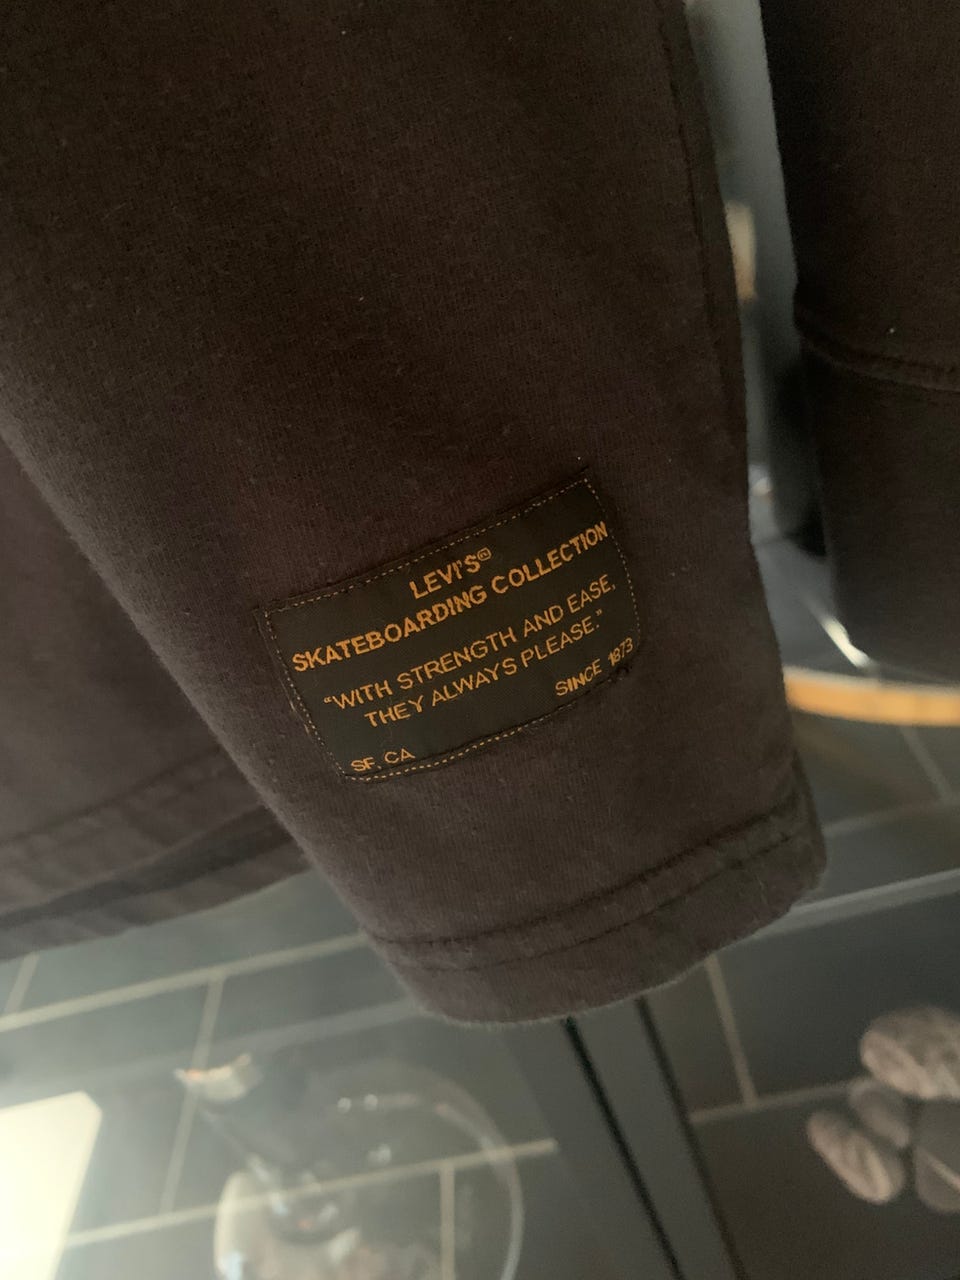 LEVI'S®
SKATEBOARDING COLLECTION
"WITH STRENGTH AND EASE,
THEY ALWAYS PLEASE."
SF, CA SINCE 1873